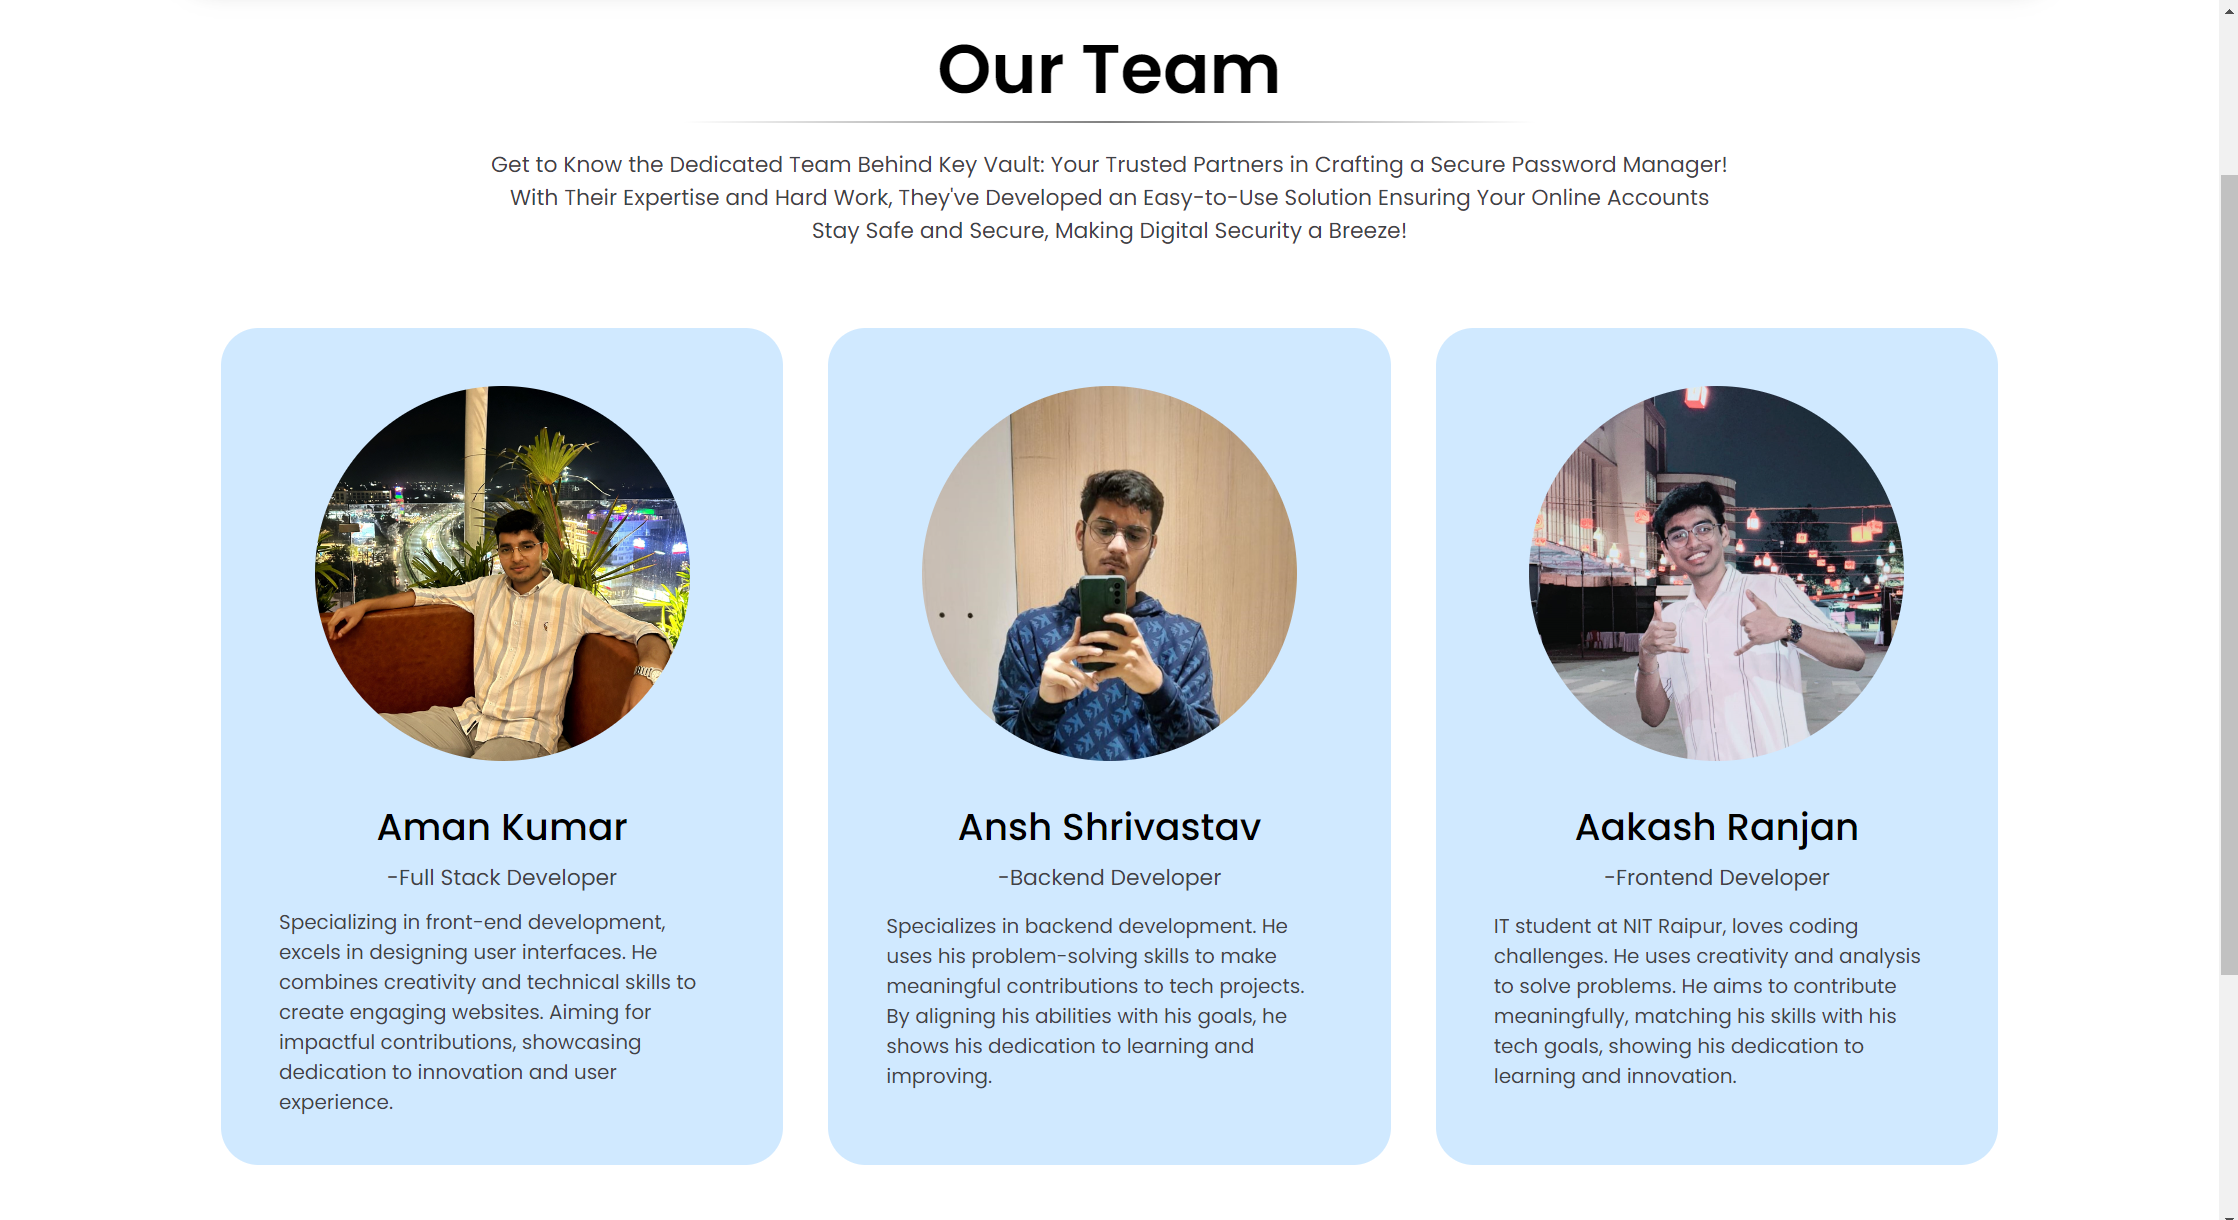 Our Team
Get to Know the Dedicated Team Behind Key Vault: Your Trusted Partners in Crafting a Secure Password Manager!
With Their Expertise and Hard Work, They've Developed an Easy-to-Use Solution Ensuring Your Online Accounts
Stay Safe and Secure, Making Digital Security a Breeze!
Aman Kumar
-Full Stack Developer
Specializing in front-end development,
excels in designing user interfaces. He
combines creativity and technical skills to
create engaging websites. Aiming for
impactful contributions, showcasing
dedication to innovation and user
experience.
Ansh Shrivastav
-Backend Developer
Specializes in backend development. He
uses his problem-solving skills to make
meaningful contributions to tech projects.
By aligning his abilities with his goals, he
shows his dedication to learning and
improving.
Aakash Ranjan
-Frontend Developer
IT student at NIT Raipur, loves coding
challenges. He uses creativity and analysis
to solve problems. He aims to contribute
meaningfully, matching his skills with his
tech goals, showing his dedication to
learning and innovation.